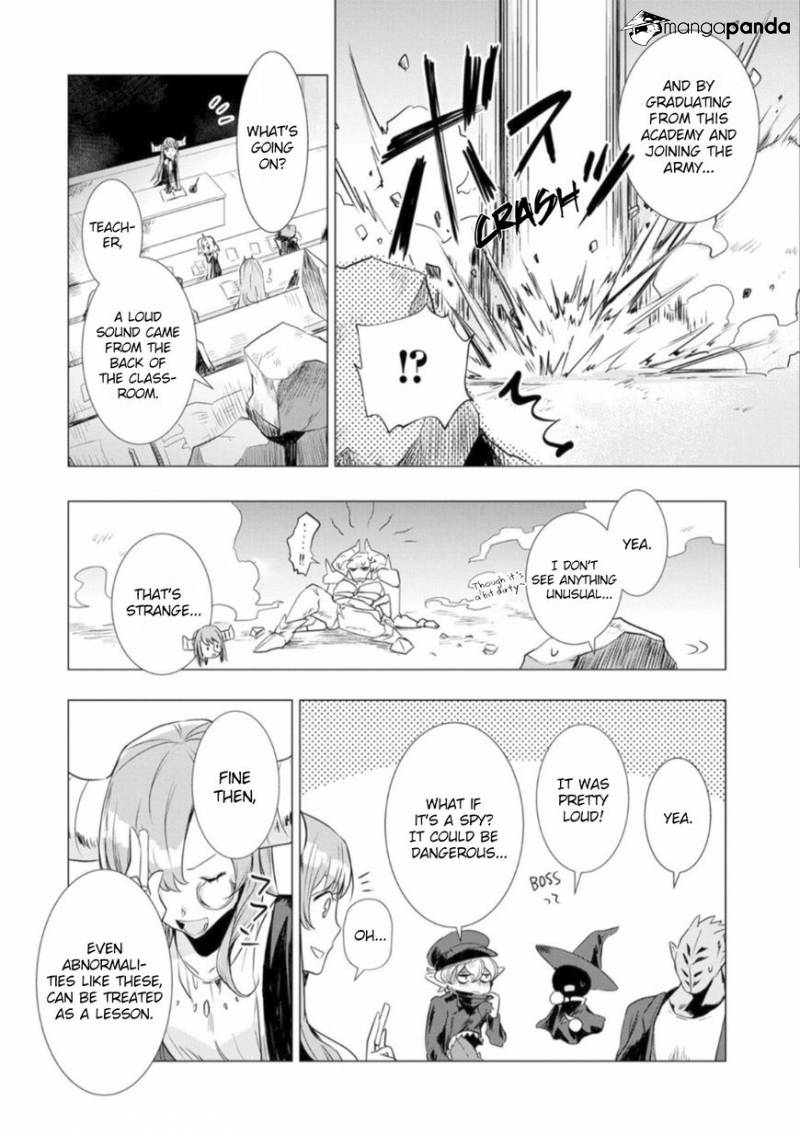 mangapanda
AND BY
GRADUATING
FROM THIS
ACADEMY AND
JOINING THE
ARMY...
ボスッ
CRASH
!?
WHAT'S
GOING
ON?
TEACH-
ER,
A LOUD
SOUND CAME
FROM THE
BACK OF
THE CLASS-
ROOM.
YEA.
I DON'T
SEE ANYTHING
UNUSUAL...
Though it's
a bit dirty~
......!!
THAT'S
STRANGE...
YEA.
IT WAS
PRETTY
LOUD!
BOSS
って
WHAT IF
IT'S A SPY?
IT COULD BE
DANGEROUS...
OH...
FINE
THEN,
EVEN
ABNORMALI-
TIES LIKE THESE,
CAN BE TREATED
AS A LESSON.